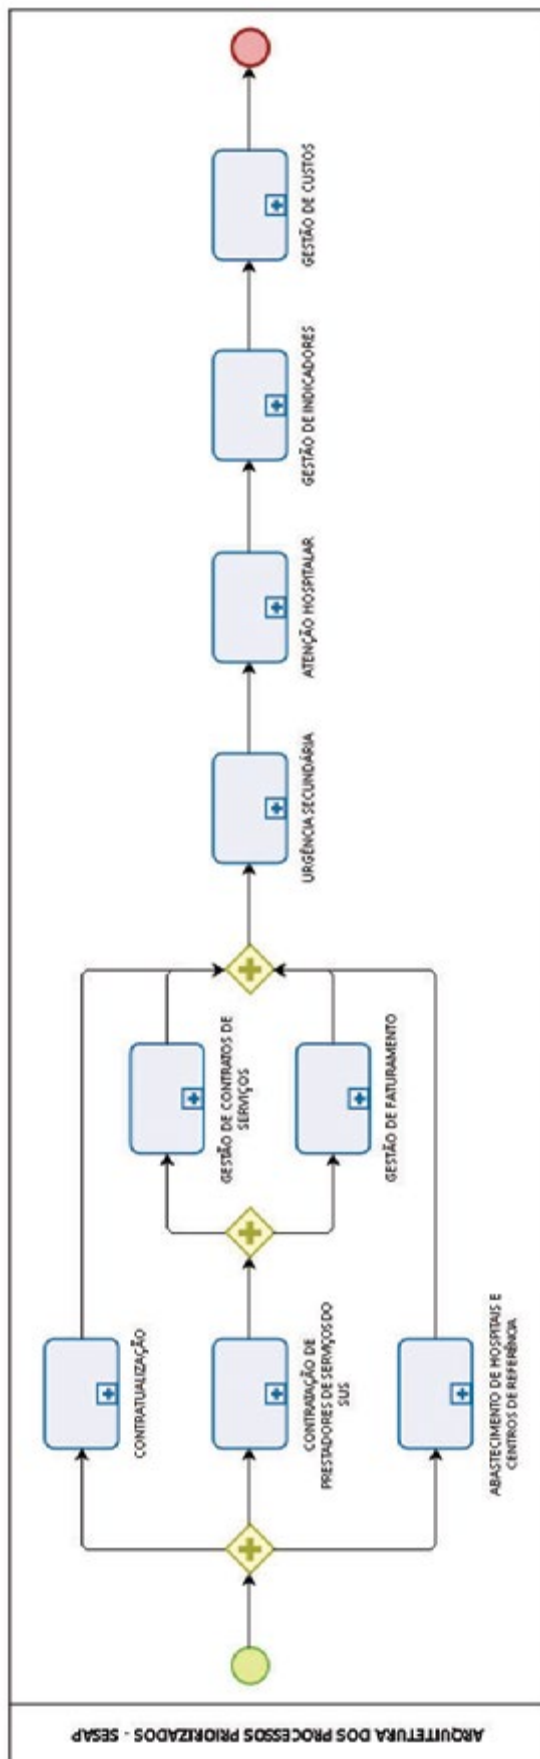 ARQUITETURA DOS PROCESSOS PRIORIZADOS - SESAP
CONTRATUALIZAÇÃO
CONTRATAÇÃO DE
PRESTADORES DE SERVIÇOS DO
SUS
ABASTECIMENTO DE HOSPITAIS E
CENTROS DE REFERÊNCIA
GESTÃO DE CONTRATOS DE
SERVIÇOS
GESTÃO DE FATURAMENTO
URGÊNCIA SECUNDÁRIA
ATENÇÃO HOSPITALAR
GESTÃO DE INDICADORES
GESTÃO DE CUSTOS